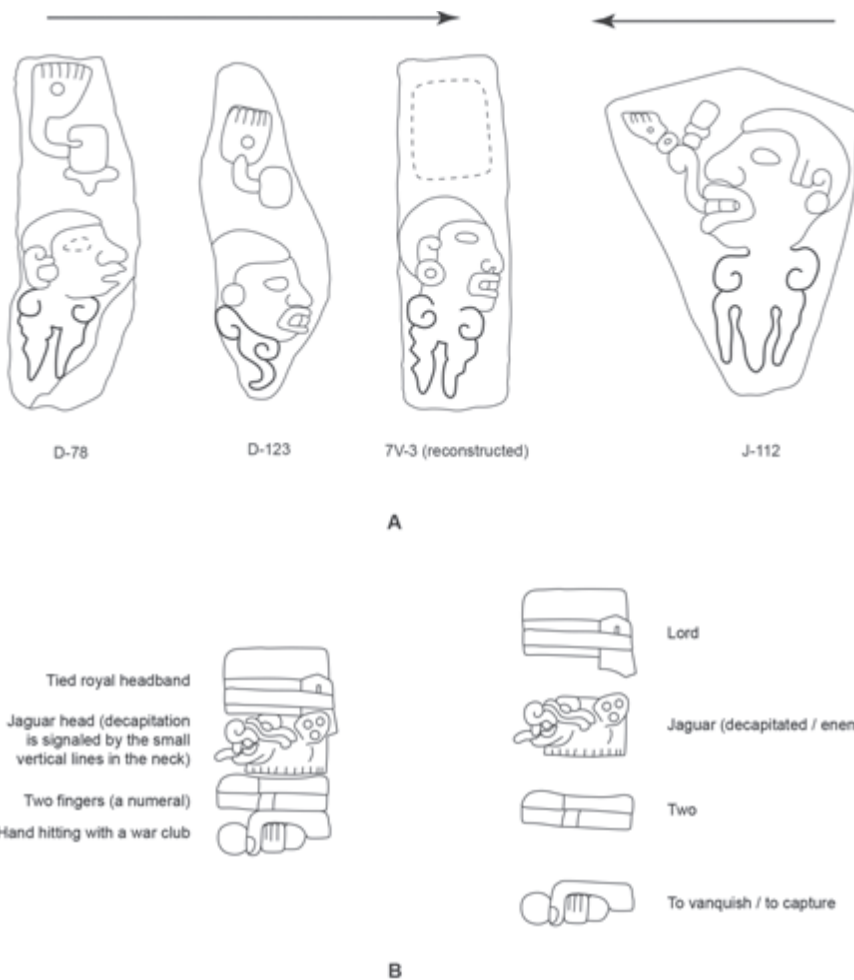 D-78
D-123
7V-3 (reconstructed)
J-112
A
Tied royal headband
Jaguar head (decapitation
is signaled by the small
vertical lines in the neck)
Two fingers (a numeral)
Hand hitting with a war club
Lord
Jaguar (decapitated / enem
Two
To vanquish / to capture
B